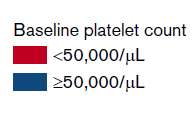 Baseline platelet count
<50,000/μL
≥50,000/μL